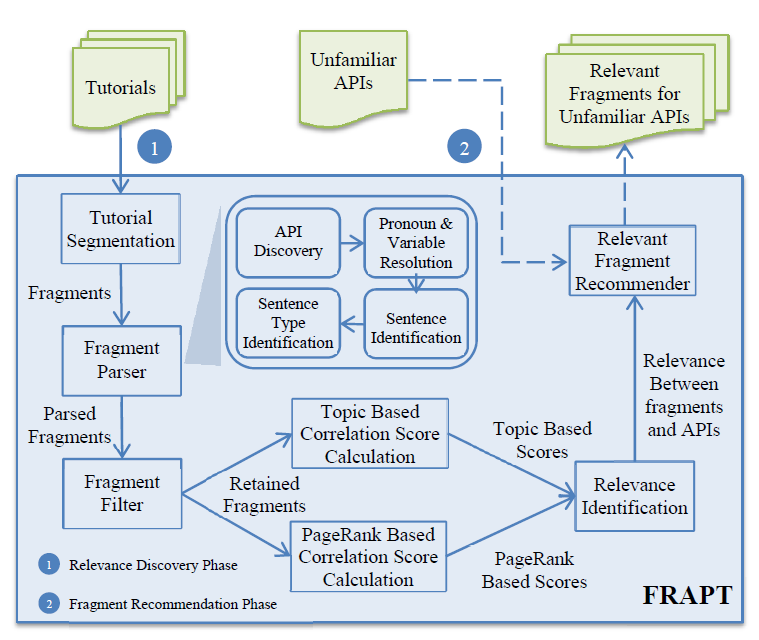 Tutorials
Unfamiliar
APIs
Relevant
Fragments for
Unfamiliar APIs
1
2
Tutorial
Segmentation
API
Discovery
Pronoun &
Variable
Resolution
Relevant
Fragment
Recommender
Fragments
Sentence
Type
Identification
Sentence
Identification
Fragment
Parser
Relevance
Between
fragments
and APIs
Parsed
Fragments
Topic Based
Correlation Score
Calculation
Topic Based
Scores
Fragment
Filter
Retained
Fragments
Relevance
Identification
PageRank Based
Correlation Score
Calculation
PageRank
Based Scores
1 Relevance Discovery Phase
2 Fragment Recommendation Phase
FRAPT